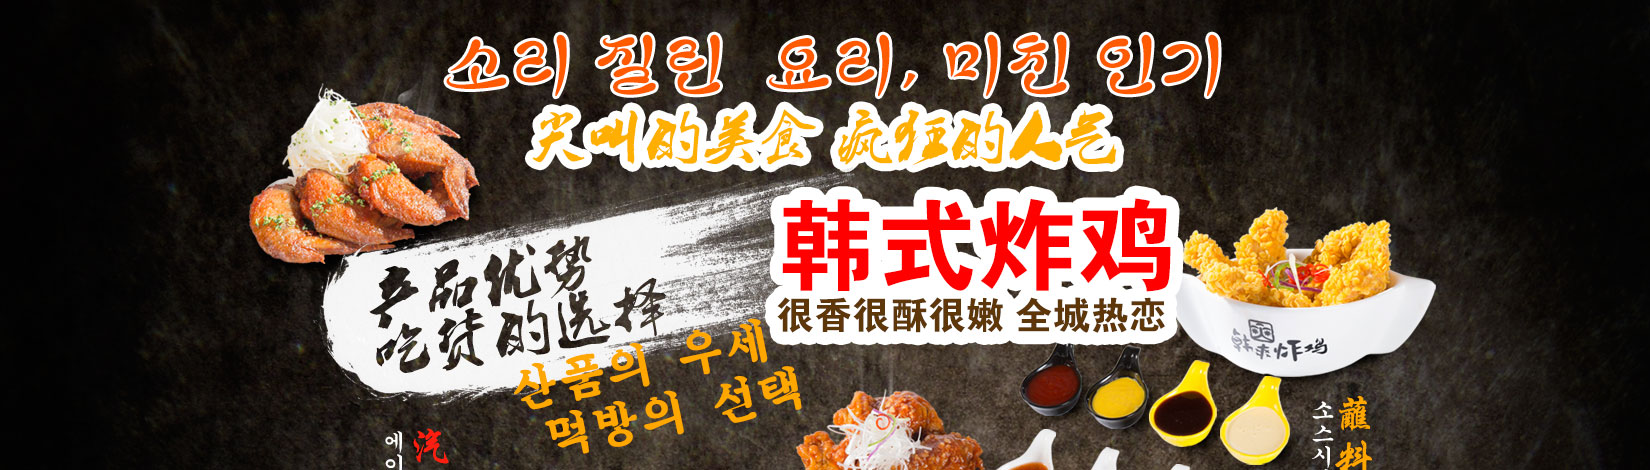 소리 찔린 요리, 미친 인기
尖叫的美食 疯狂的人气
韩式炸鸡
很香很酥很嫩 全城热恋
产品优势
吃货的选择
산품의 우세
먹방의 선택
韩爽炸鸡
蘸料
소스시
汽
에이